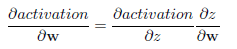 ∂activation/∂w = ∂activation/∂z ∂z/∂w